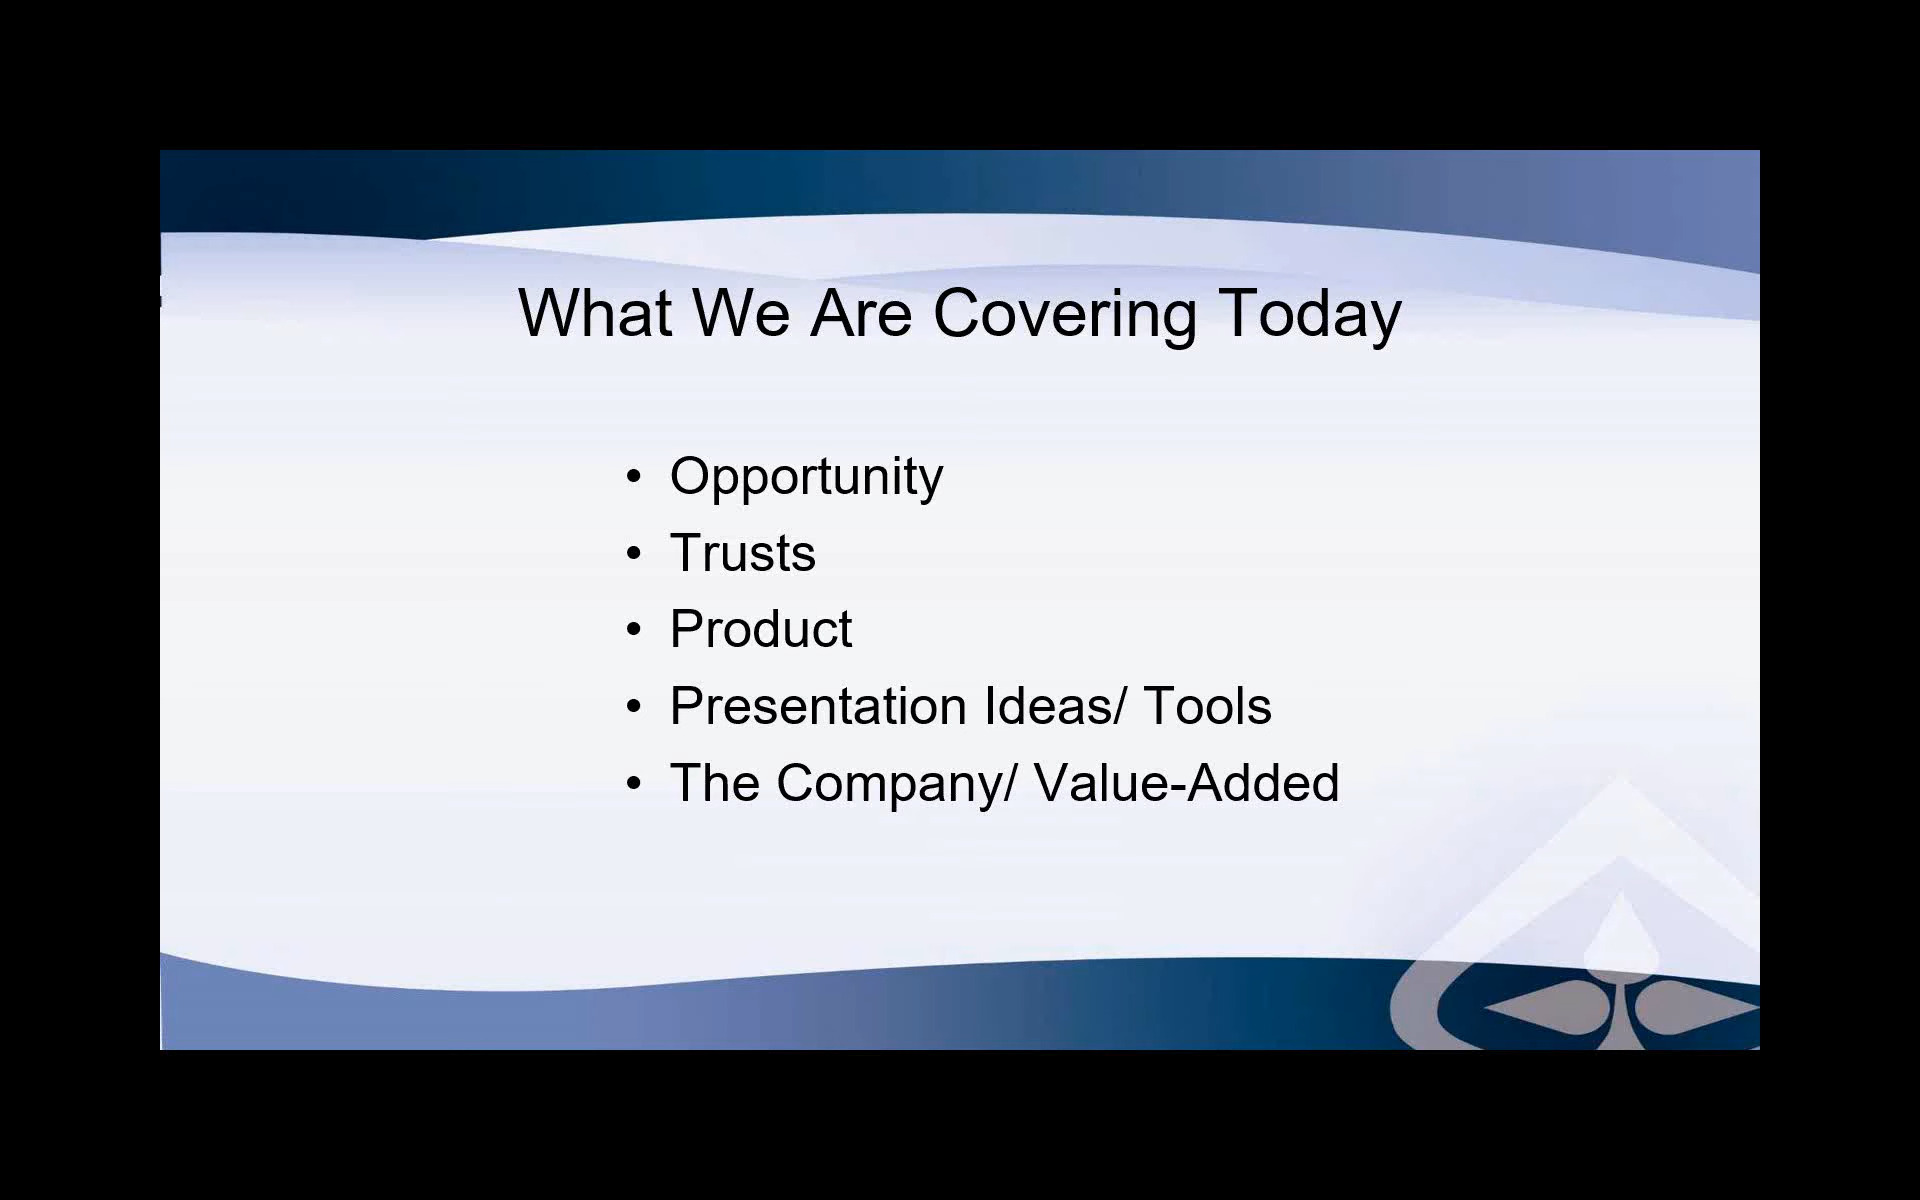 What We Are Covering Today
• Opportunity
• Trusts
• Product
• Presentation Ideas/ Tools
• The Company/ Value-Added